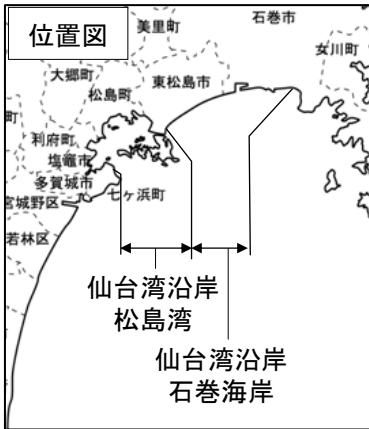 位置図
美里町
石巻市
女川町
大郷町
東松島市
松島町
町
利府町
塩竈市
多賀城市
七ヶ浜町
宮城野区
若林区
仙台湾沿岸
松島湾
仙台湾沿岸
石巻海岸